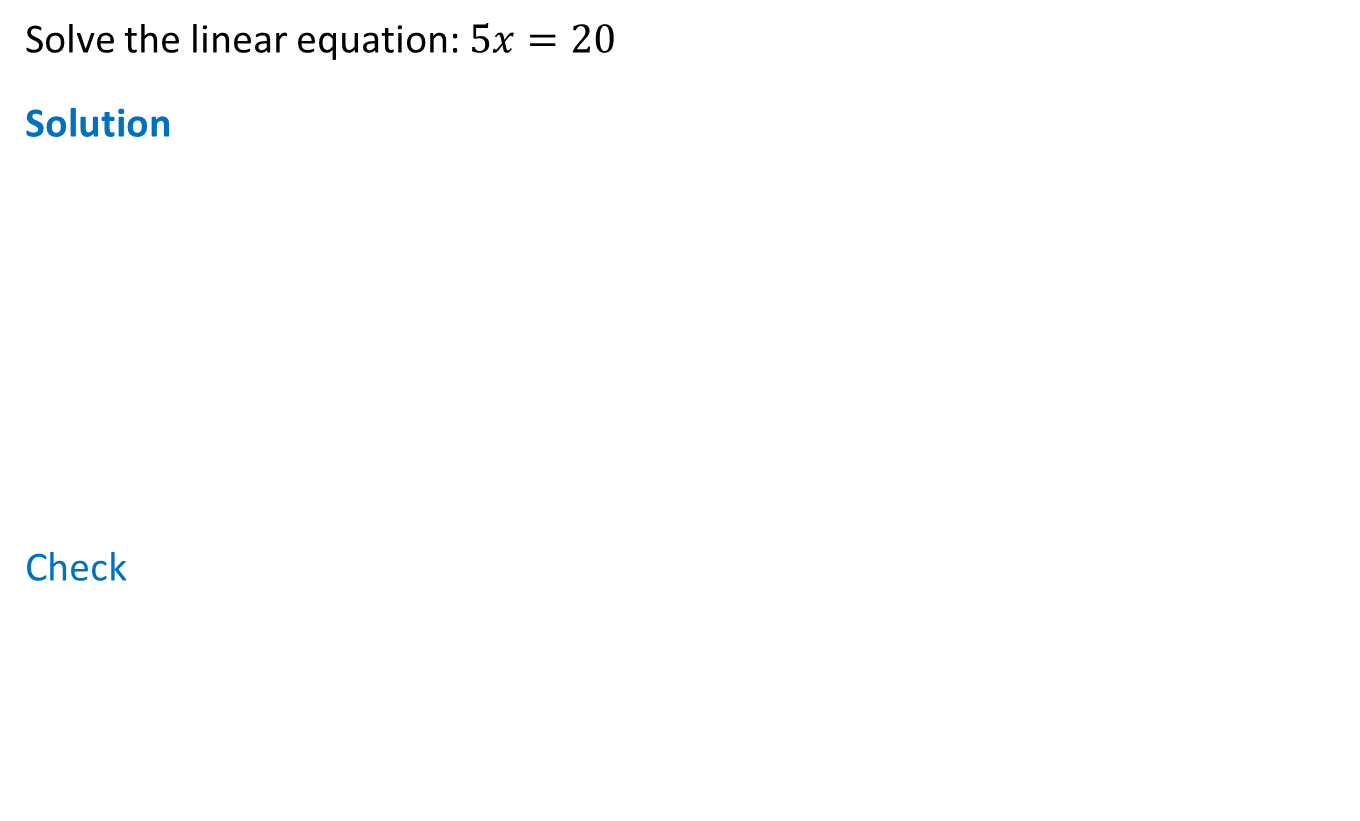 Solve the linear equation: 5𝑥 = 20
Solution
Check